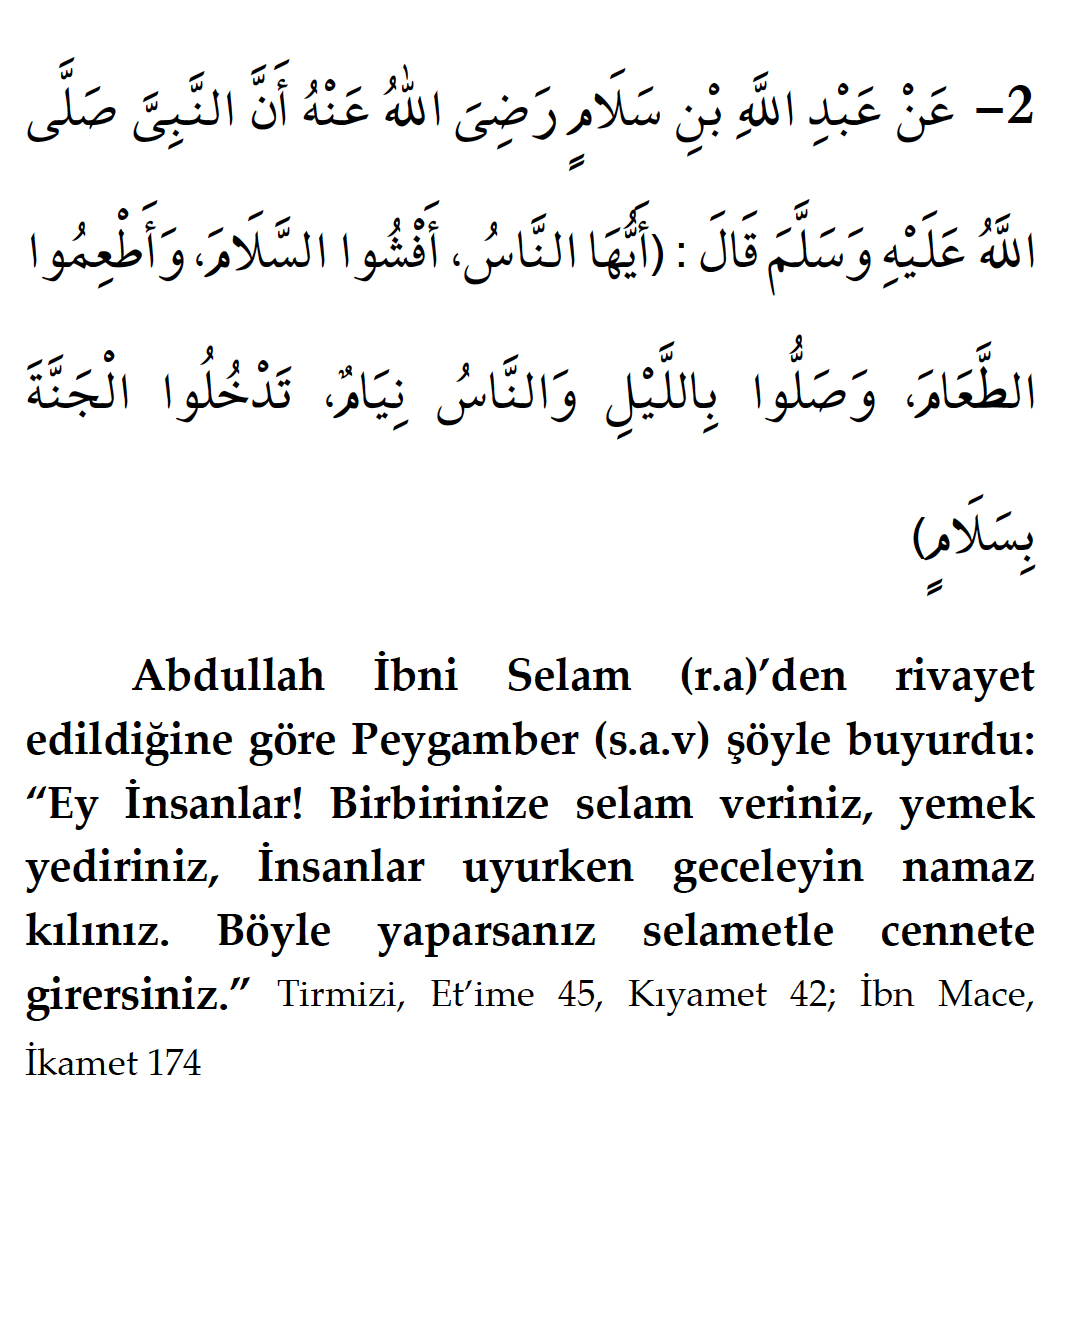 2- عَنْ عَبْدِ اللَّهِ بْنِ سَلَامٍ رَضِىَ اللهُ عَنْهُ أَنَّ النَّبِىَّ صَلَّى
اللَّهُ عَلَيْهِ وَسَلَّمَ قَالَ : (أَيُّهَا النَّاسُ، أَفْشُوا السَّلَامَ، وَأَطْعِمُوا
الطَّعَامَ، وَصَلُّوا بِاللَّيْلِ وَالنَّاسُ نِيَامٌ، تَدْخُلُوا الْجَنَّةَ
بِسَلَامٍ)
Abdullah İbni Selam (r.a)’den rivayet
edildiğine göre Peygamber (s.a.v) şöyle buyurdu:
“Ey İnsanlar! Birbirinize selam veriniz, yemek
yediriniz, İnsanlar uyurken geceleyin namaz
kılınız. Böyle yaparsanız selametle cennete
girersiniz.” Tirmizi, Et’ime 45, Kıyamet 42; İbn Mace,
İkamet 174